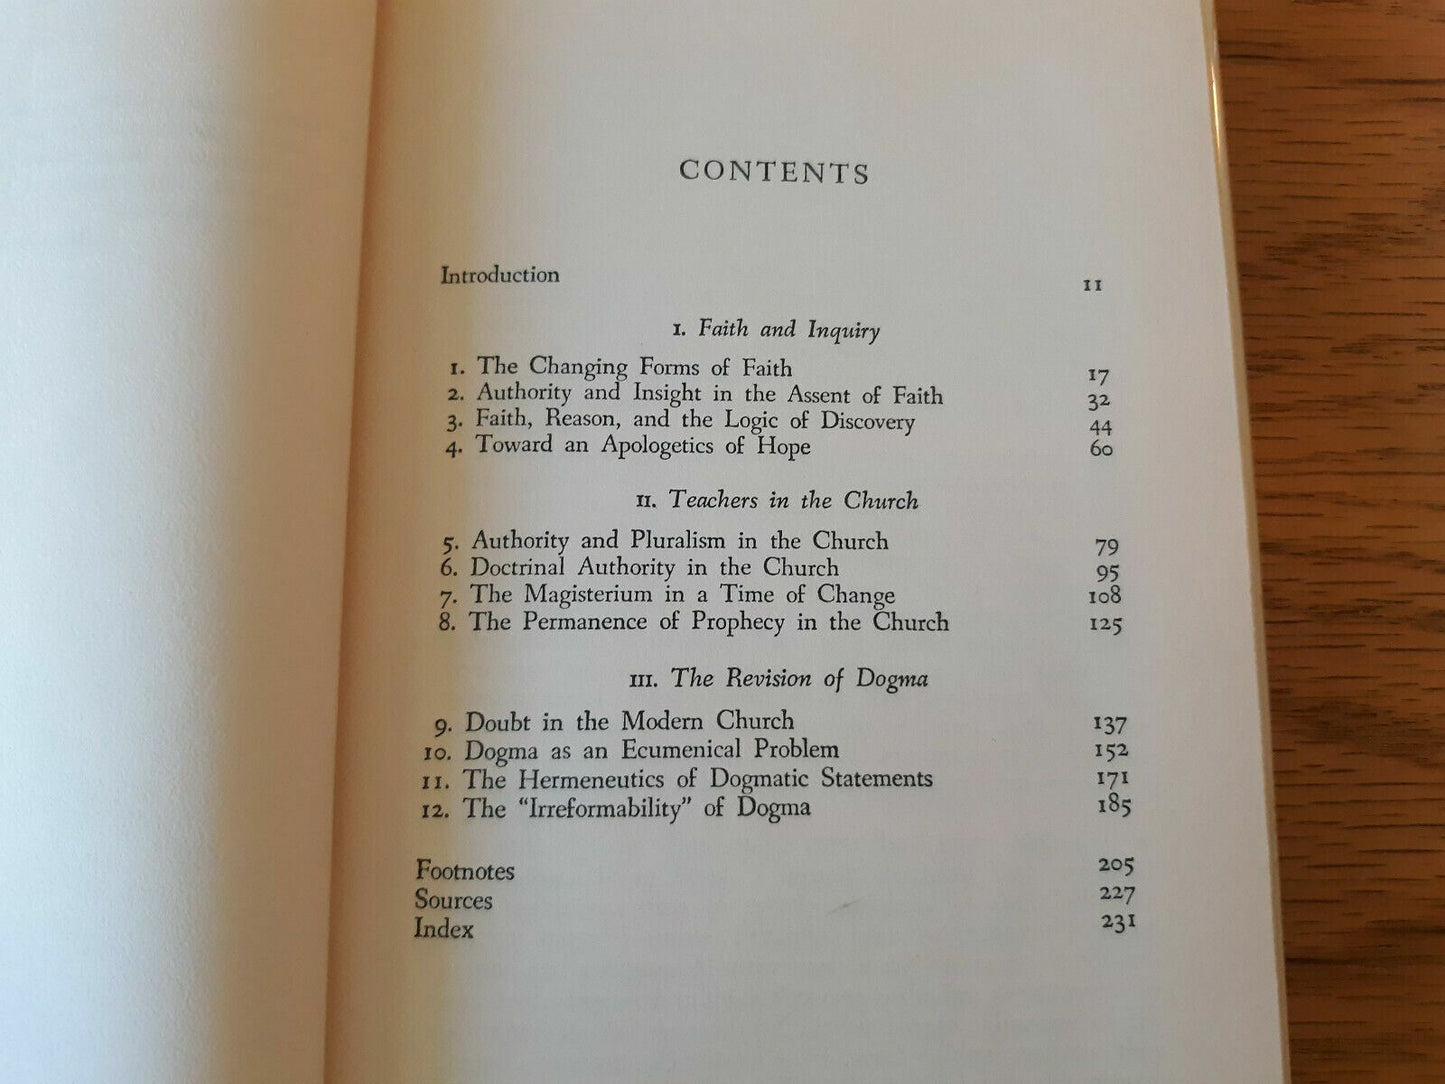 CONTENTS
Introduction 11
I. Faith and Inquiry
1. The Changing Forms of Faith 17
2. Authority and Insight in the Assent of Faith 32
3. Faith, Reason, and the Logic of Discovery 44
4. Toward an Apologetics of Hope 60
II. Teachers in the Church
5. Authority and Pluralism in the Church 79
6. Doctrinal Authority in the Church 95
7. The Magisterium in a Time of Change 108
8. The Permanence of Prophecy in the Church 125
III. The Revision of Dogma
9. Doubt in the Modern Church 137
10. Dogma as an Ecumenical Problem 152
11. The Hermeneutics of Dogmatic Statements 171
12. The “Irreformability” of Dogma 185
Footnotes 205
Sources 227
Index 231